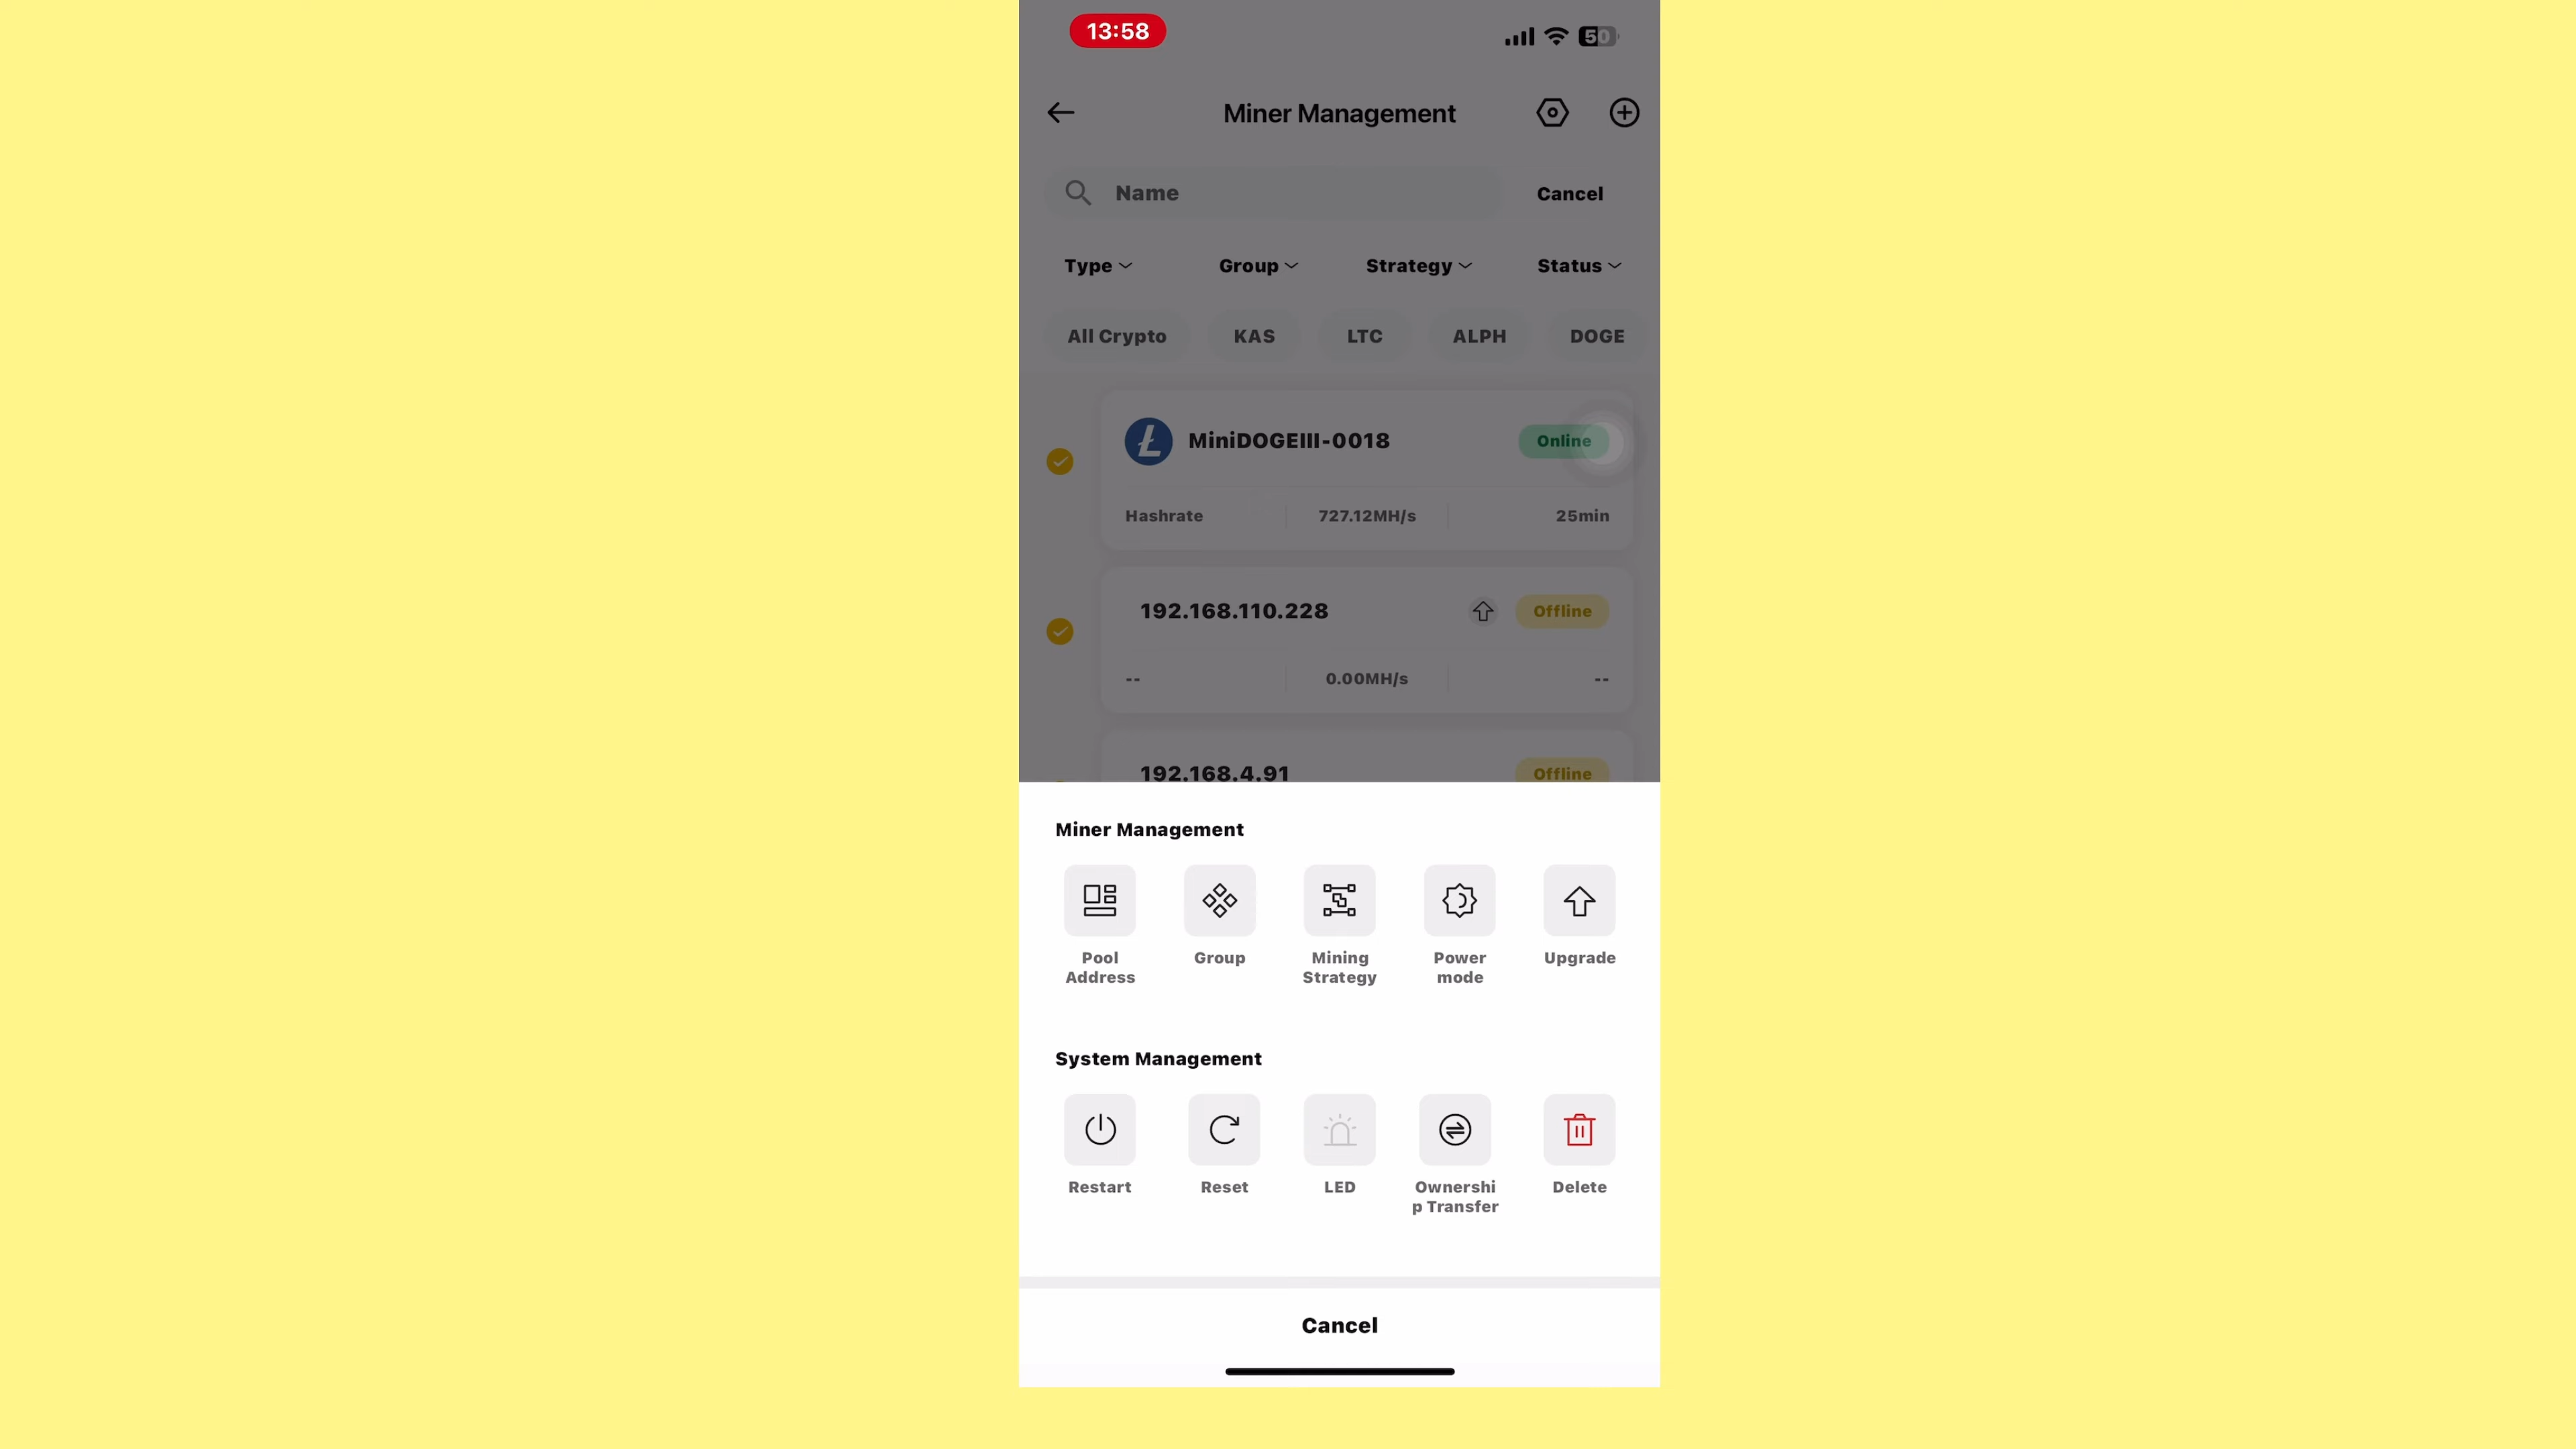 13:58
50
Miner Management
Name
Cancel
Type
Group
Strategy
Status
All Crypto
KAS
LTC
ALPH
DOGE
MiniDOGEIII-0018
Online
Hashrate
727.12MH/s
25min
192.168.110.228
Offline
--
0.00MH/s
--
192.168.4.91
Offline
Miner Management
Pool
Address
Group
Mining
Strategy
Power
mode
Upgrade
System Management
Restart
Reset
LED
Ownershi
p Transfer
Delete
Cancel